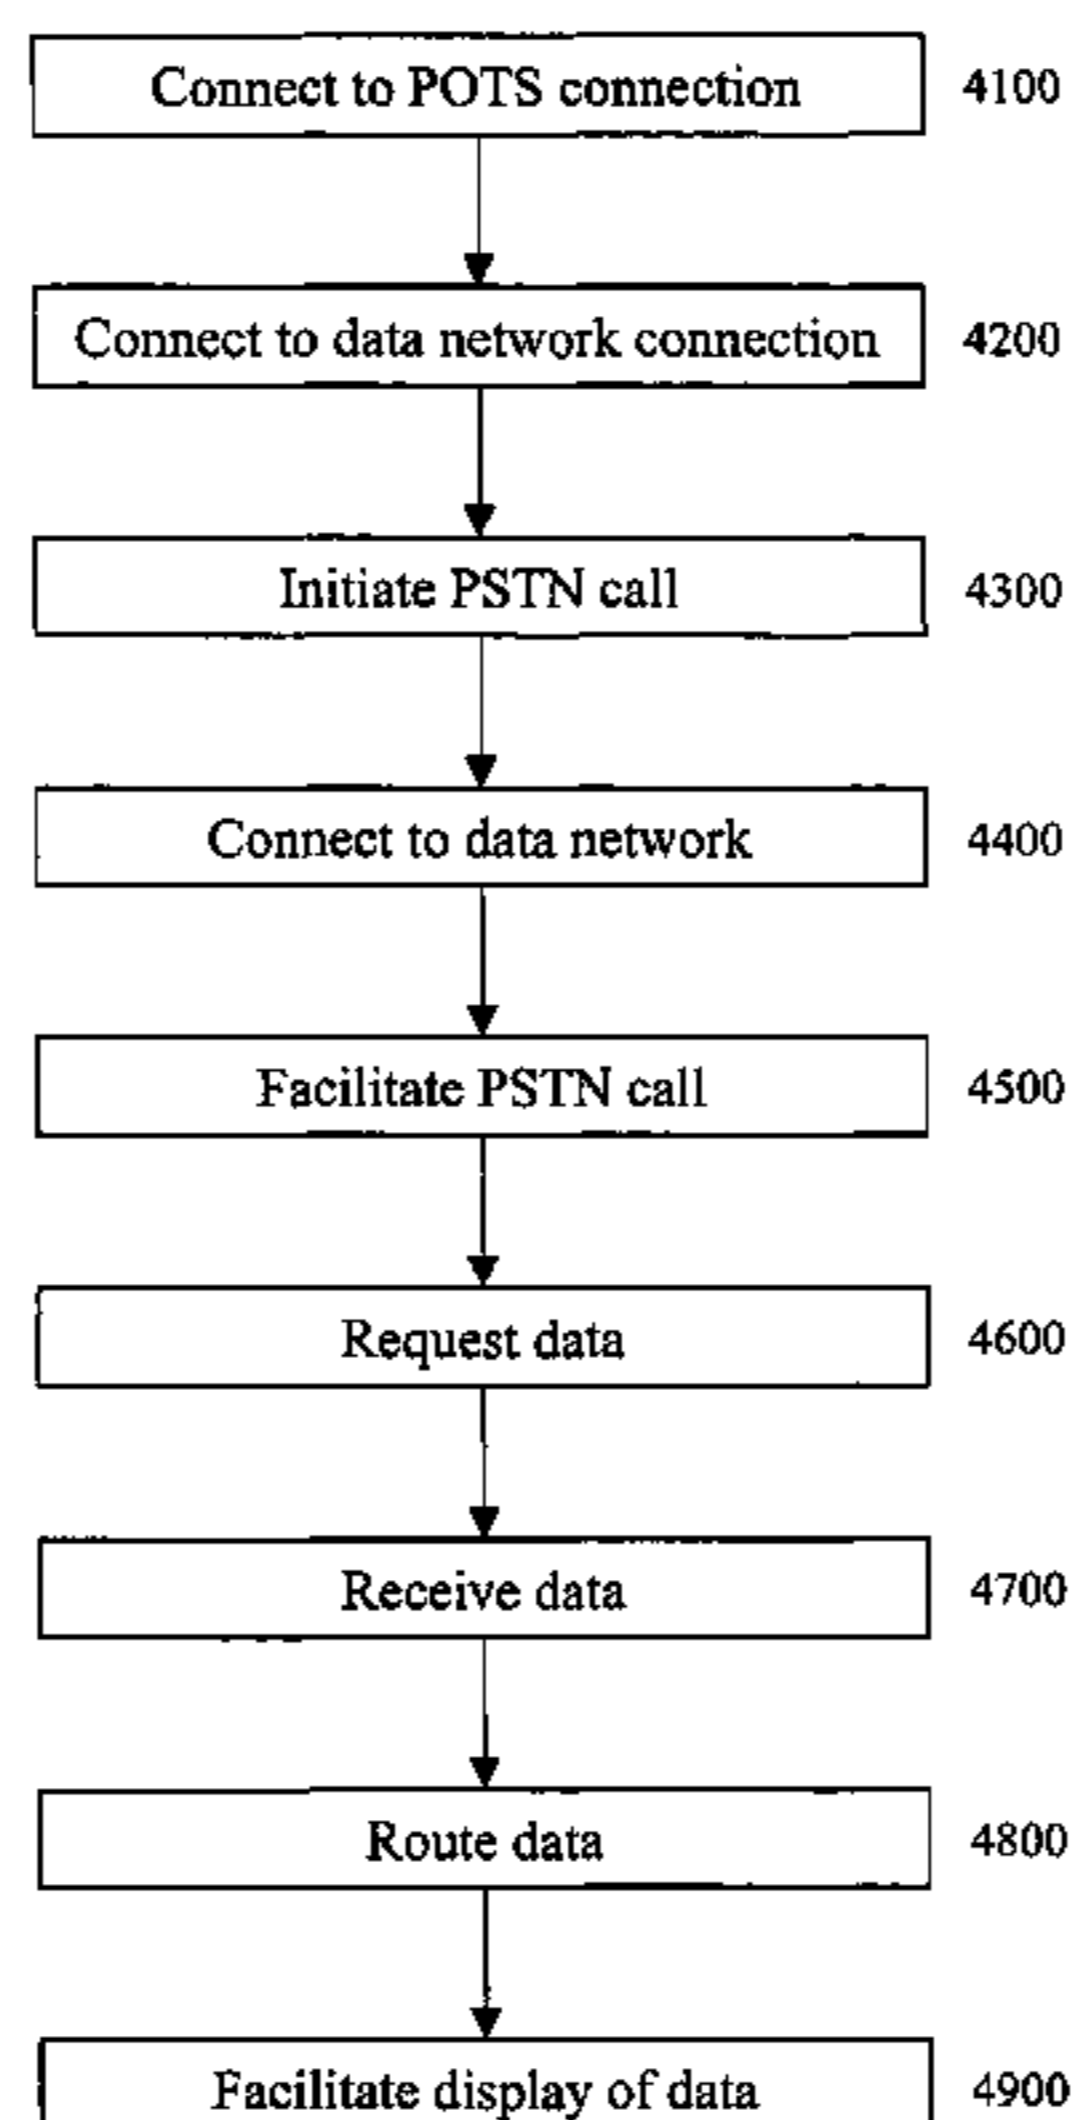 Connect to POTS connection 4100
Connect to data network connection 4200
Initiate PSTN call 4300
Connect to data network 4400
Facilitate PSTN call 4500
Request data 4600
Receive data 4700
Route data 4800
Facilitate display of data 4900